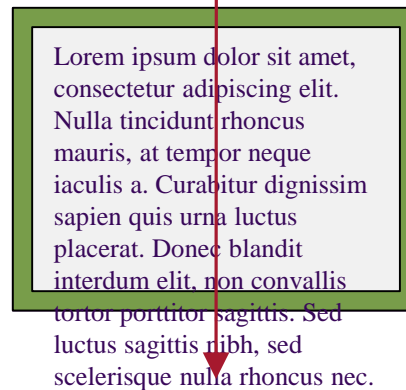 Lorem ipsum dolor sit amet,
consectetur adipiscing elit.
Nulla tincidunt rhoncus
mauris, at tempor neque
iaculis a. Curabitur dignissim
sapien quis urna luctus
placerat. Donec blandit
interdum elit, non convallis
tortor porttitor sagittis. Sed
luctus sagittis nibh, sed
scelerisque nulla rhoncus nec.